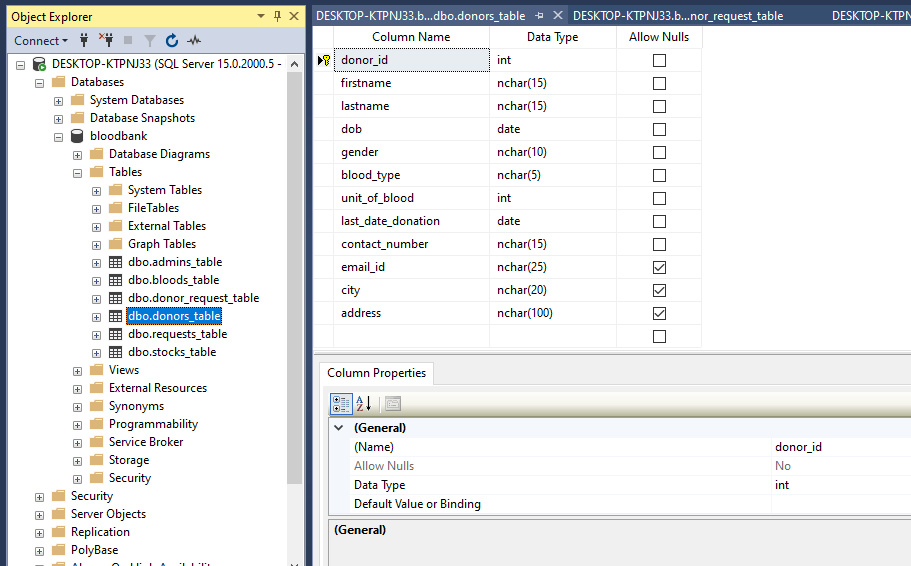 Object Explorer
Connect
DESKTOP-KTPNJ33 (SQL Server 15.0.2000.5 -
Databases
System Databases
Database Snapshots
bloodbank
Database Diagrams
Tables
System Tables
FileTables
External Tables
Graph Tables
dbo.admins_table
dbo.bloods_table
dbo.donor_request_table
dbo.donors_table
dbo.requests_table
dbo.stocks_table
Views
External Resources
Synonyms
Programmability
Service Broker
Storage
Security
Security
Server Objects
Replication
PolyBase
DESKTOP-KTPNJ33.b...dbo.donors_table
DESKTOP-KTPNJ33.b...nor_request_table
DESKTOP-KTPN
Column Name Data Type Allow Nulls
donor_id int
firstname nchar(15)
lastname nchar(15)
dob date
gender nchar(10)
blood_type nchar(5)
unit_of_blood int
last_date_donation date
contact_number nchar(15)
email_id nchar(25)
city nchar(20)
address nchar(100)
Column Properties
A Z
(General)
(Name) donor_id
Allow Nulls No
Data Type int
Default Value or Binding
(General)